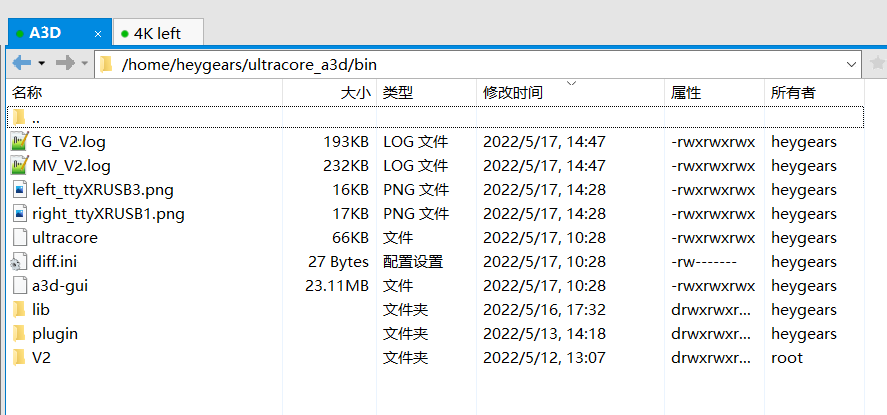 A3D × 4K left
/home/heygears/ultracore_a3d/bin
名称 大小 类型 修改时间 属性 所有者
..
TG_V2.log 193KB LOG 文件 2022/5/17, 14:47 -rwxrwxrwx heygears
MV_V2.log 232KB LOG 文件 2022/5/17, 14:47 -rwxrwxrwx heygears
left_ttyXRUSB3.png 16KB PNG 文件 2022/5/17, 14:28 -rwxrwxrwx heygears
right_ttyXRUSB1.png 17KB PNG 文件 2022/5/17, 14:28 -rwxrwxrwx heygears
ultracore 66KB 文件 2022/5/17, 10:28 -rwxrwxrwx heygears
diff.ini 27 Bytes 配置设置 2022/5/17, 10:28 -rw------- heygears
a3d-gui 23.11MB 文件 2022/5/17, 10:28 -rwxrwxrwx heygears
lib 文件夹 2022/5/16, 17:32 drwxrwxr... heygears
plugin 文件夹 2022/5/13, 14:18 drwxrwxr... heygears
V2 文件夹 2022/5/12, 13:07 drwxrwxr... root